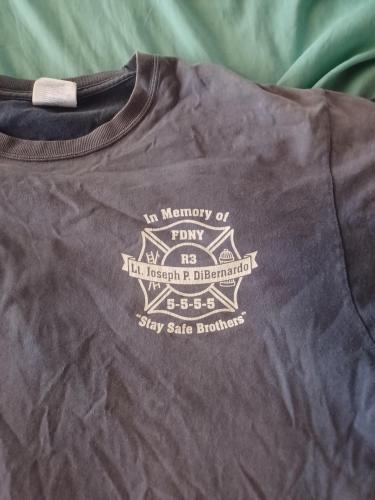 In Memory of
FDNY
R3
Lt. Joseph P. DiBernardo
5-5-5-5
"Stay Safe Brothers"